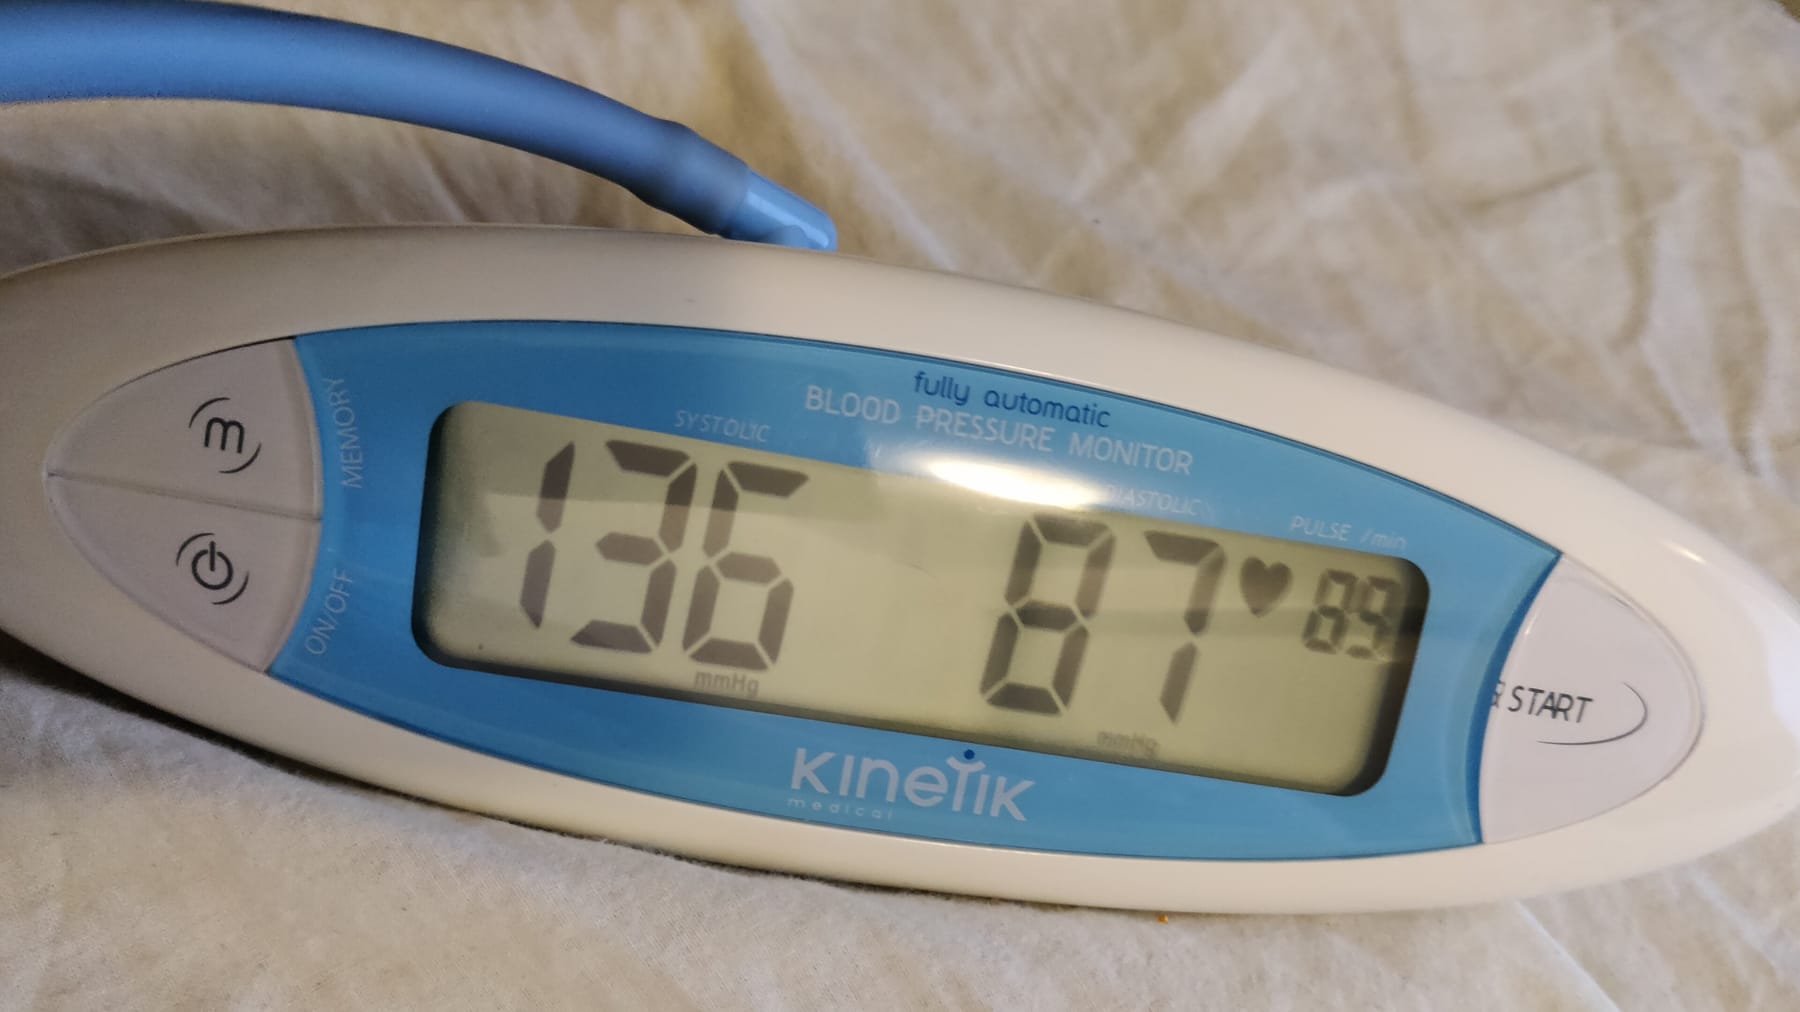 fully automatic
BLOOD PRESSURE MONITOR
SYSTOLIC
DIASTOLIC
PULSE /min
136
87
89
mmHg
mmHg
MEMORY
m
ON/OFF
START
Kinetik
medical